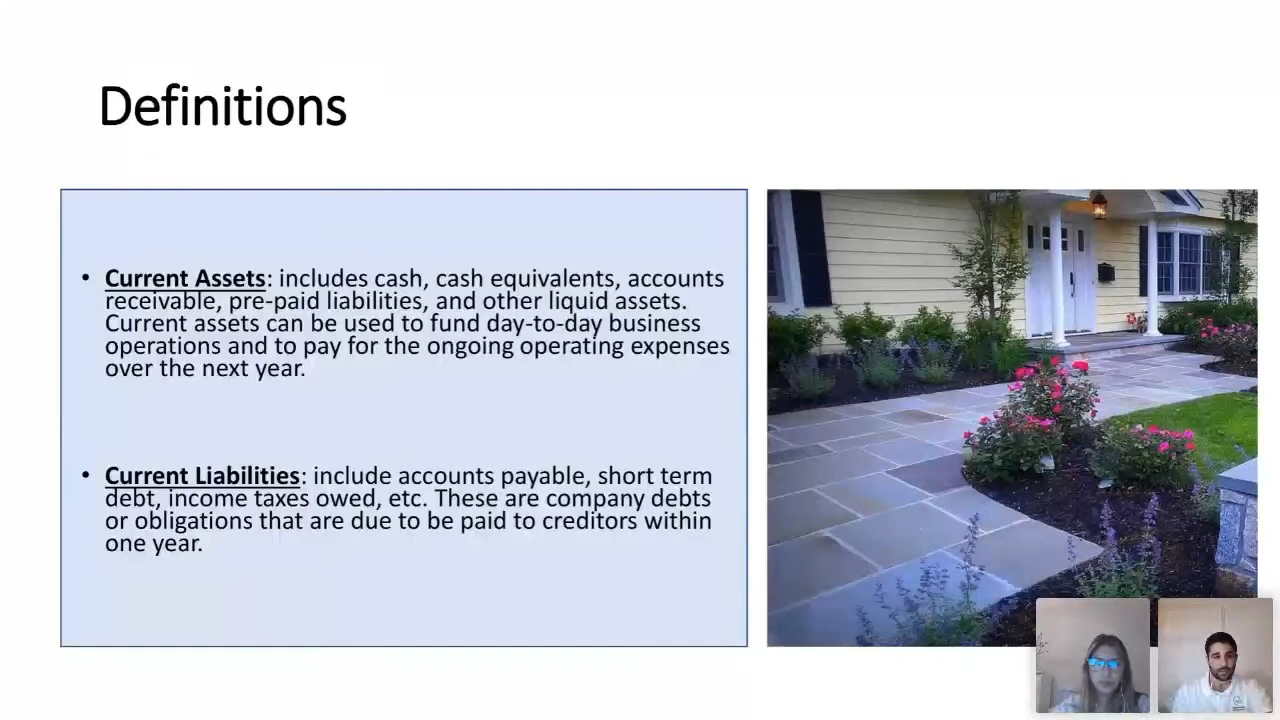 Definitions
• Current Assets: includes cash, cash equivalents, accounts
receivable, pre-paid liabilities, and other liquid assets.
Current assets can be used to fund day-to-day business
operations and to pay for the ongoing operating expenses
over the next year.
• Current Liabilities: include accounts payable, short term
debt, income taxes owed, etc. These are company debts
or obligations that are due to be paid to creditors within
one year.